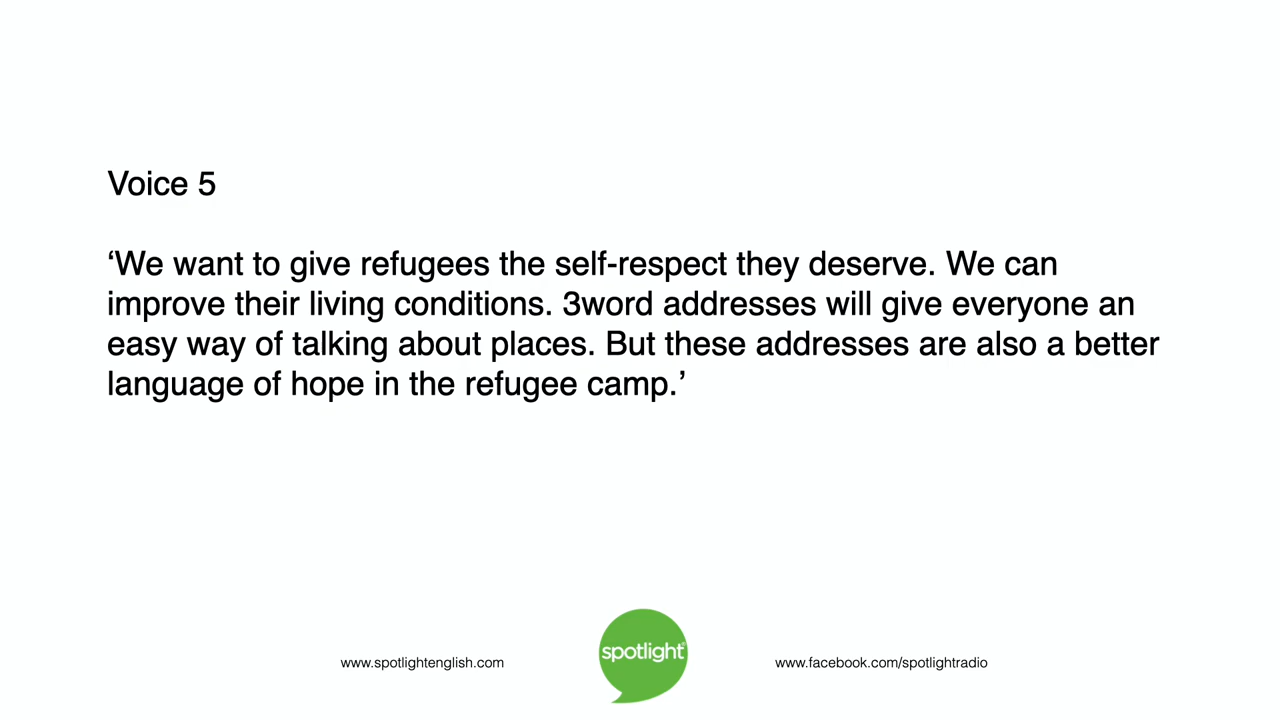 Voice 5
‘We want to give refugees the self-respect they deserve. We can
improve their living conditions. 3word addresses will give everyone an
easy way of talking about places. But these addresses are also a better
language of hope in the refugee camp.’
www.spotlightenglish.com
spotlight®
www.facebook.com/spotlightradio